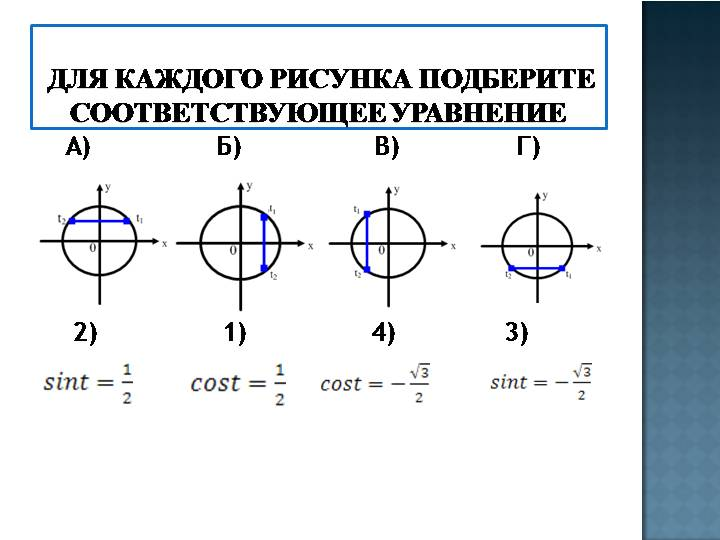 ДЛЯ КАЖДОГО РИСУНКА ПОДБЕРИТЕ
СООТВЕТСТВУЮЩЕЕ УРАВНЕНИЕ
А) Б) В) Г)
y y y y
t₂ t₁ t₁ t₁
0 x 0 x 0 x 0 x
t₂ t₂ t₂ t₁
2) 1) 4) 3)
sint = 1/2 cost = 1/2 cost = −√3/2 sint = −√3/2